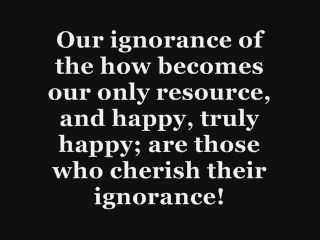 Our ignorance of
the how becomes
our only resource,
and happy, truly
happy; are those
who cherish their
ignorance!